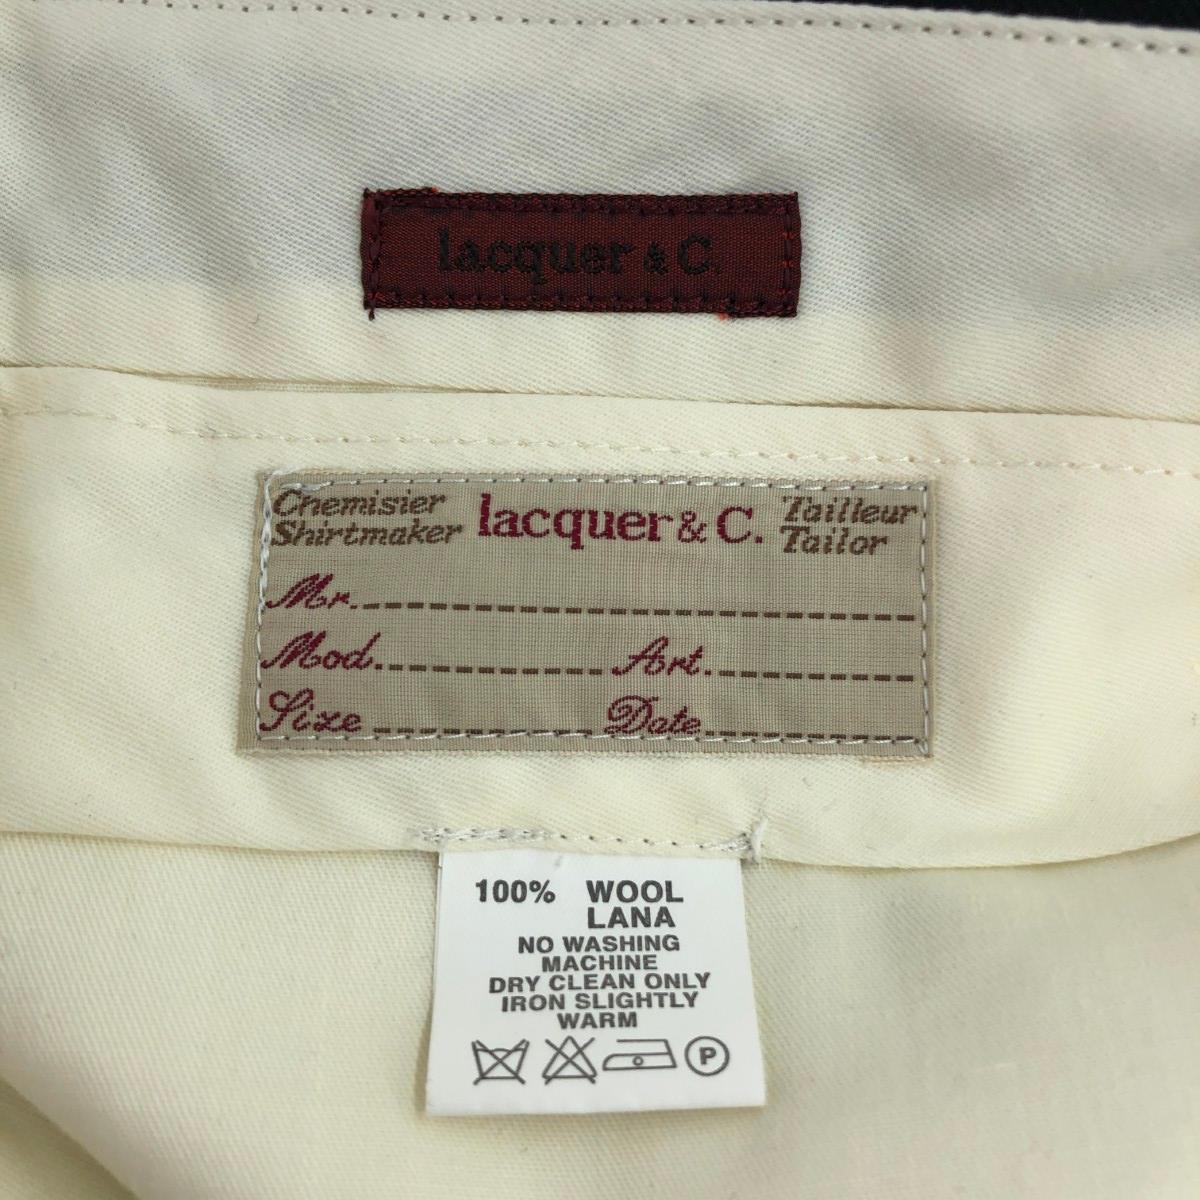 lacquer & C.
Chemisier lacquer & C. Tailleur
Shirtmaker Tailor
Mr.
Mod. Art.
Size Date
100% WOOL
LANA
NO WASHING
MACHINE
DRY CLEAN ONLY
IRON SLIGHTLY
WARM
P